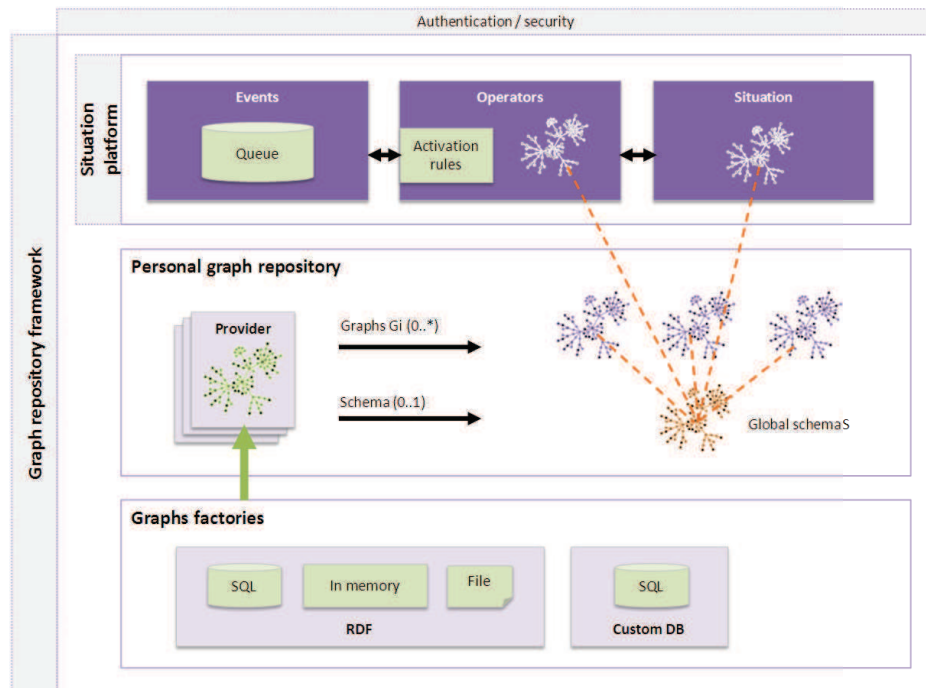 Authentication / security
Graph repository framework
Situation
platform
Events
Queue
Operators
Activation
rules
Situation
Personal graph repository
Provider
Graphs Gi (0..*)
Schema (0..1)
Global schema S
Graphs factories
SQL
In memory
File
RDF
SQL
Custom DB